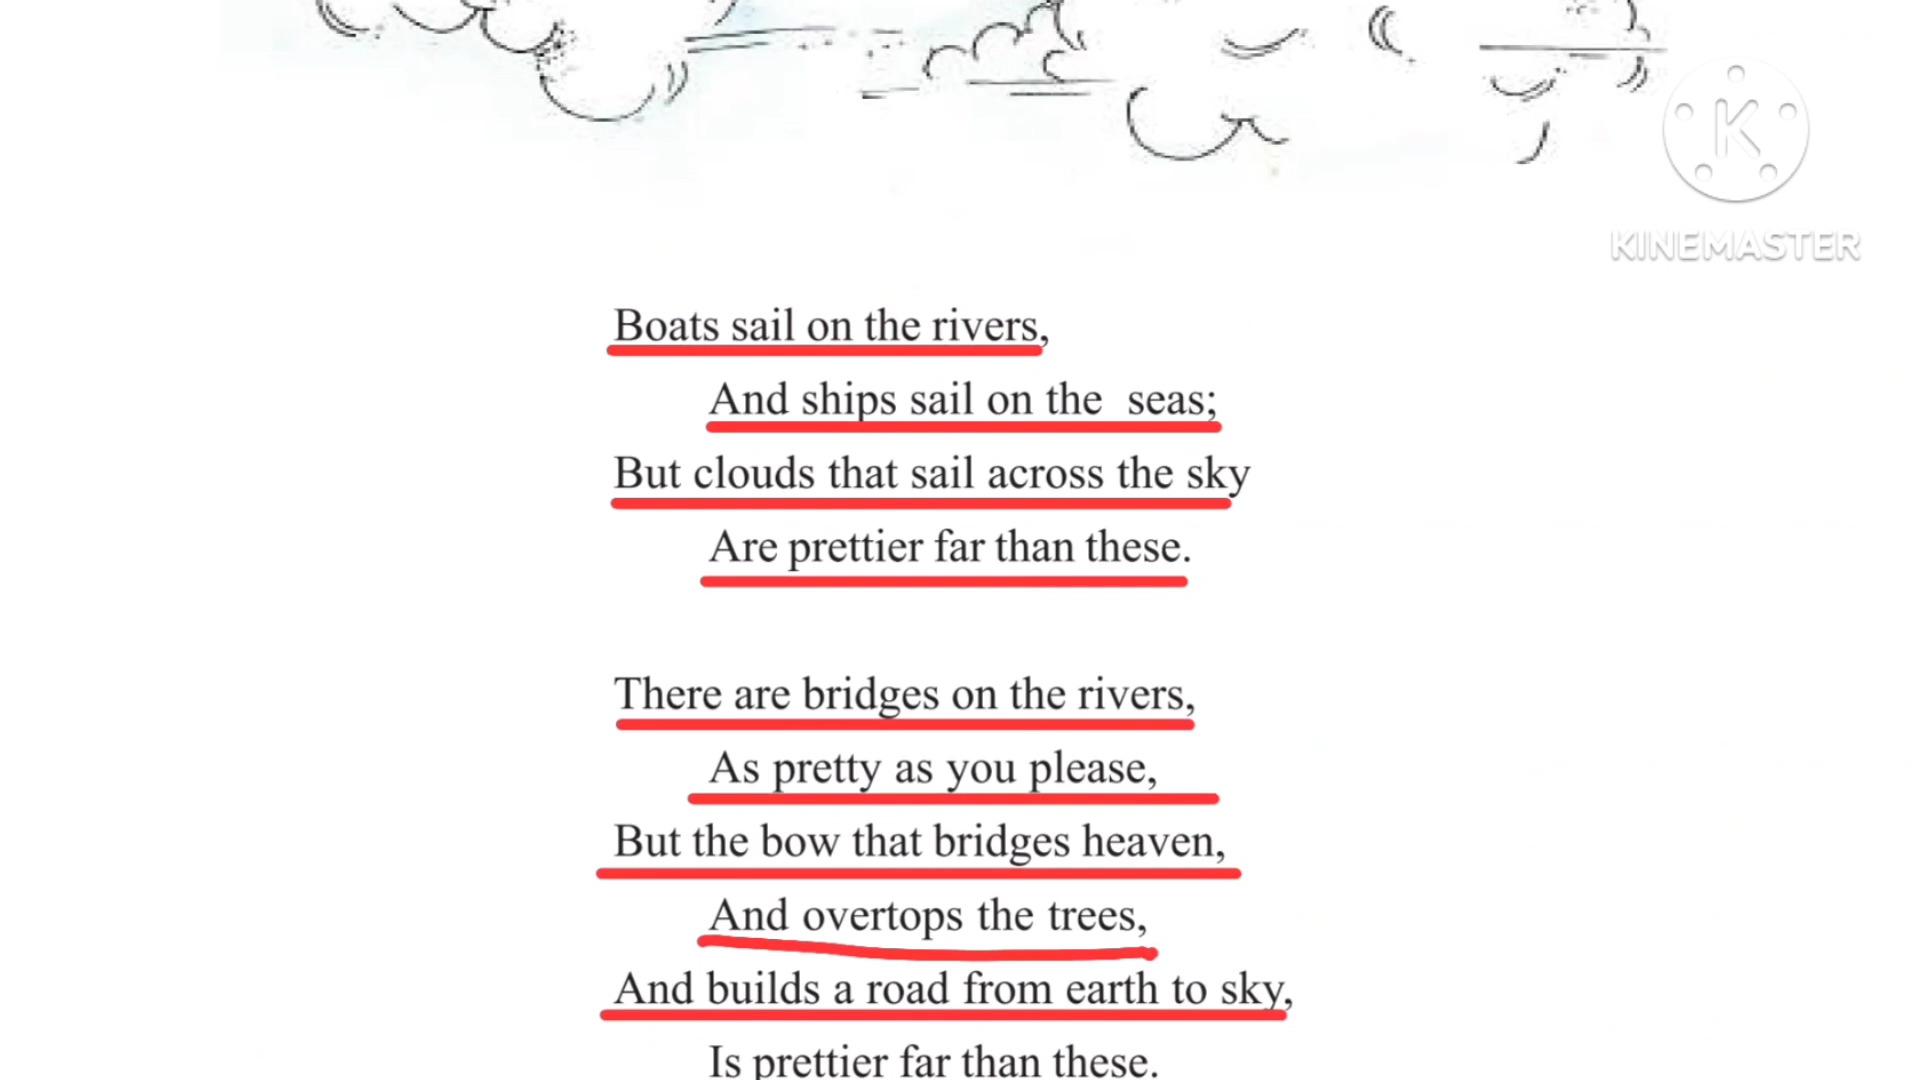 KINEMASTER
Boats sail on the rivers,
And ships sail on the seas;
But clouds that sail across the sky
Are prettier far than these.
There are bridges on the rivers,
As pretty as you please,
But the bow that bridges heaven,
And overtops the trees,
And builds a road from earth to sky,
Is prettier far than these.